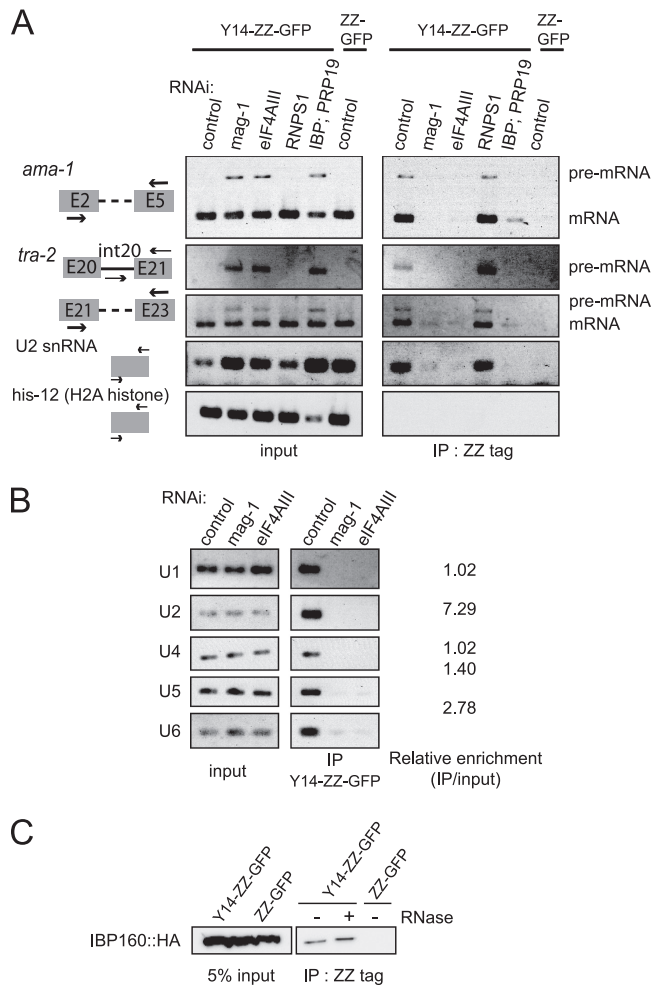 A
Y14-ZZ-GFP
ZZ-
GFP
Y14-ZZ-GFP
ZZ-
GFP
RNAi:
control
mag-1
eIF4AIII
RNPS1
IBP; PRP19
control
control
mag-1
eIF4AIII
RNPS1
IBP; PRP19
control
ama-1
E2
E5
pre-mRNA
mRNA
tra-2
int20
E20
E21
pre-mRNA
E21
E23
pre-mRNA
mRNA
U2 snRNA
his-12 (H2A histone)
input
IP : ZZ tag
B
RNAi:
control
mag-1
eIF4AIII
control
mag-1
eIF4AIII
U1
1.02
U2
7.29
U4
1.02
1.40
U5
2.78
U6
input
IP
Y14-ZZ-GFP
Relative enrichment
(IP/input)
C
Y14-ZZ-GFP
ZZ-GFP
Y14-ZZ-GFP
ZZ-GFP
- + -
RNase
IBP160::HA
5% input
IP : ZZ tag